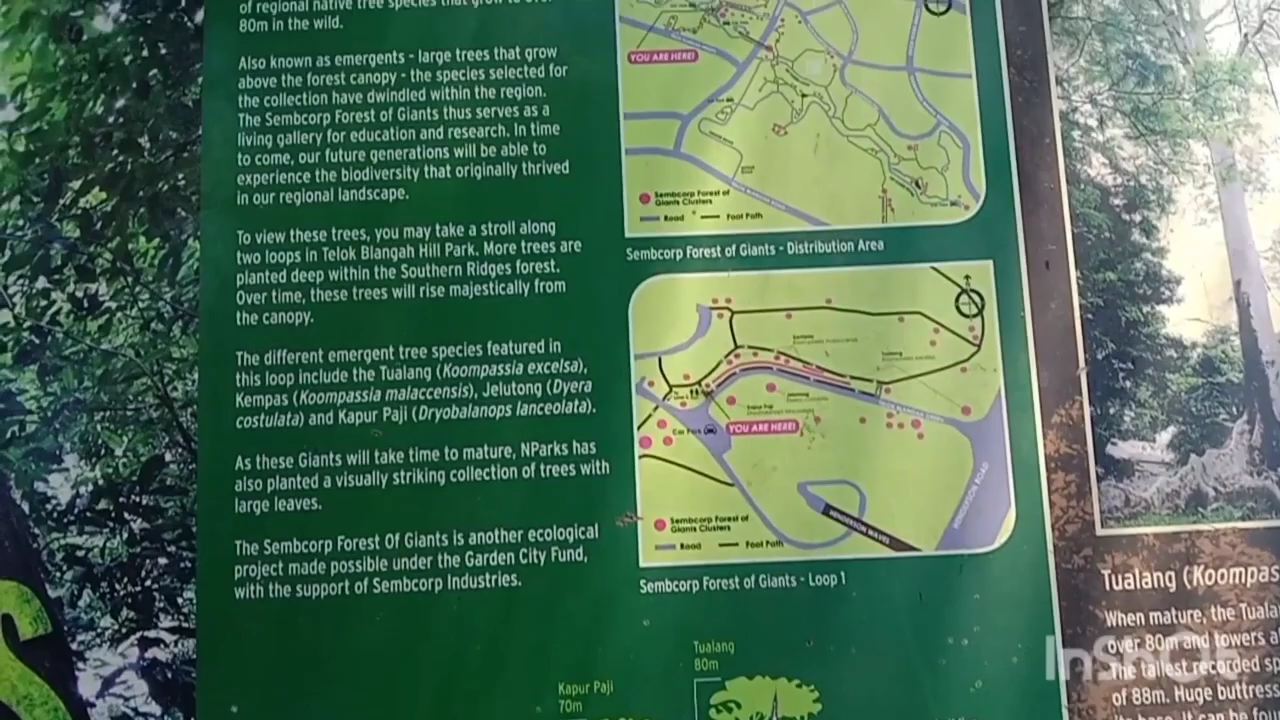 of regional native tree species that grow to over
80m in the wild.
Also known as emergents - large trees that grow
above the forest canopy - the species selected for
the collection have dwindled within the region.
The Sembcorp Forest of Giants thus serves as a
living gallery for education and research. In time
to come, our future generations will be able to
experience the biodiversity that originally thrived
in our regional landscape.
To view these trees, you may take a stroll along
two loops in Telok Blangah Hill Park. More trees are
planted deep within the Southern Ridges forest.
Over time, these trees will rise majestically from
the canopy.
The different emergent tree species featured in
this loop include the Tualang (Koompassia excelsa),
Kempas (Koompassia malaccensis), Jelutong (Dyera
costulata) and Kapur Paji (Dryobalanops lanceolata).
As these Giants will take time to mature, NParks has
also planted a visually striking collection of trees with
large leaves.
The Sembcorp Forest Of Giants is another ecological
project made possible under the Garden City Fund,
with the support of Sembcorp Industries.
YOU ARE HERE!
Sembcorp Forest of
Giants Clusters
Road
Foot Path
Sembcorp Forest of Giants - Distribution Area
Car Park
YOU ARE HERE!
HENDERSON ROAD
HENDERSON WAVES
Sembcorp Forest of
Giants Clusters
Road
Foot Path
Sembcorp Forest of Giants - Loop 1
Tualang
80m
Kapur Paji
70m
Tualang (Koompas
When mature, the Tuala
over 80m and towers a
The tallest recorded sp
of 88m. Huge buttress